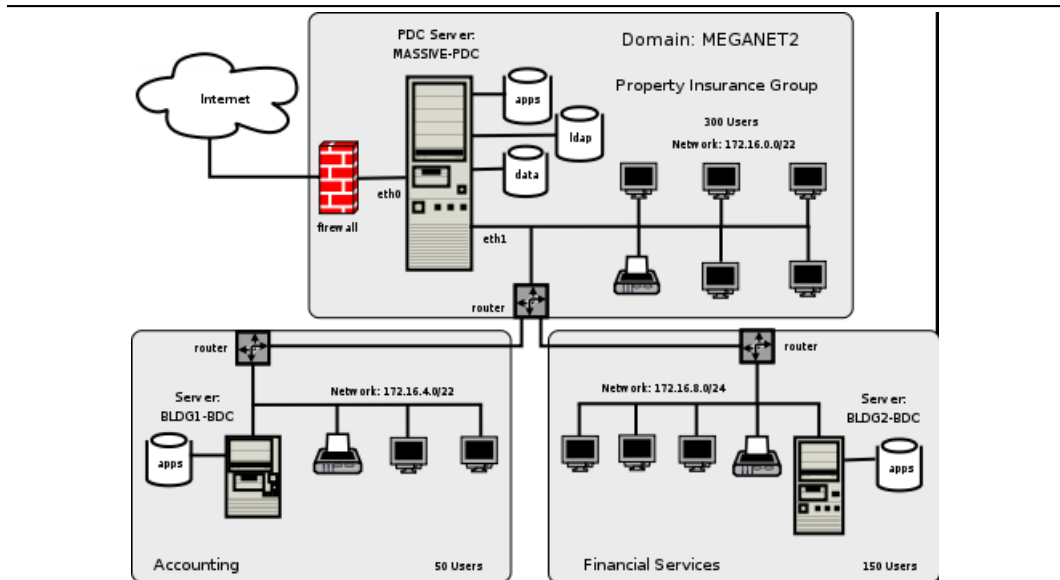 PDC Server:
MASSIVE-PDC
Domain: MEGANET2
Internet
apps
Property Insurance Group
ldap
300 Users
Network: 172.16.0.0/22
data
eth0
firewall
eth1
router
router
router
Network: 172.16.4.0/22
Network: 172.16.8.0/24
Server:
BLDG1-BDC
Server:
BLDG2-BDC
apps
apps
Accounting
50 Users
Financial Services
150 Users